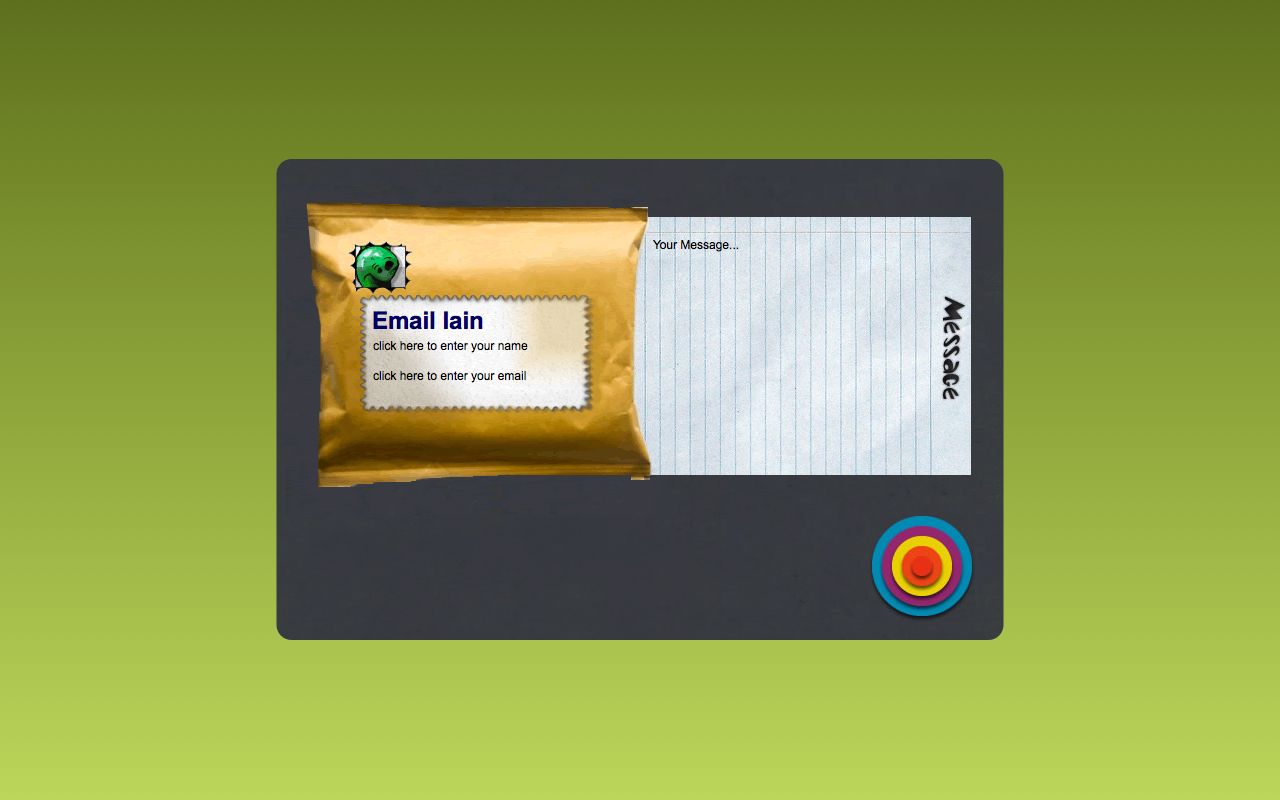 Email Iain
click here to enter your name
click here to enter your email
Your Message...
Message